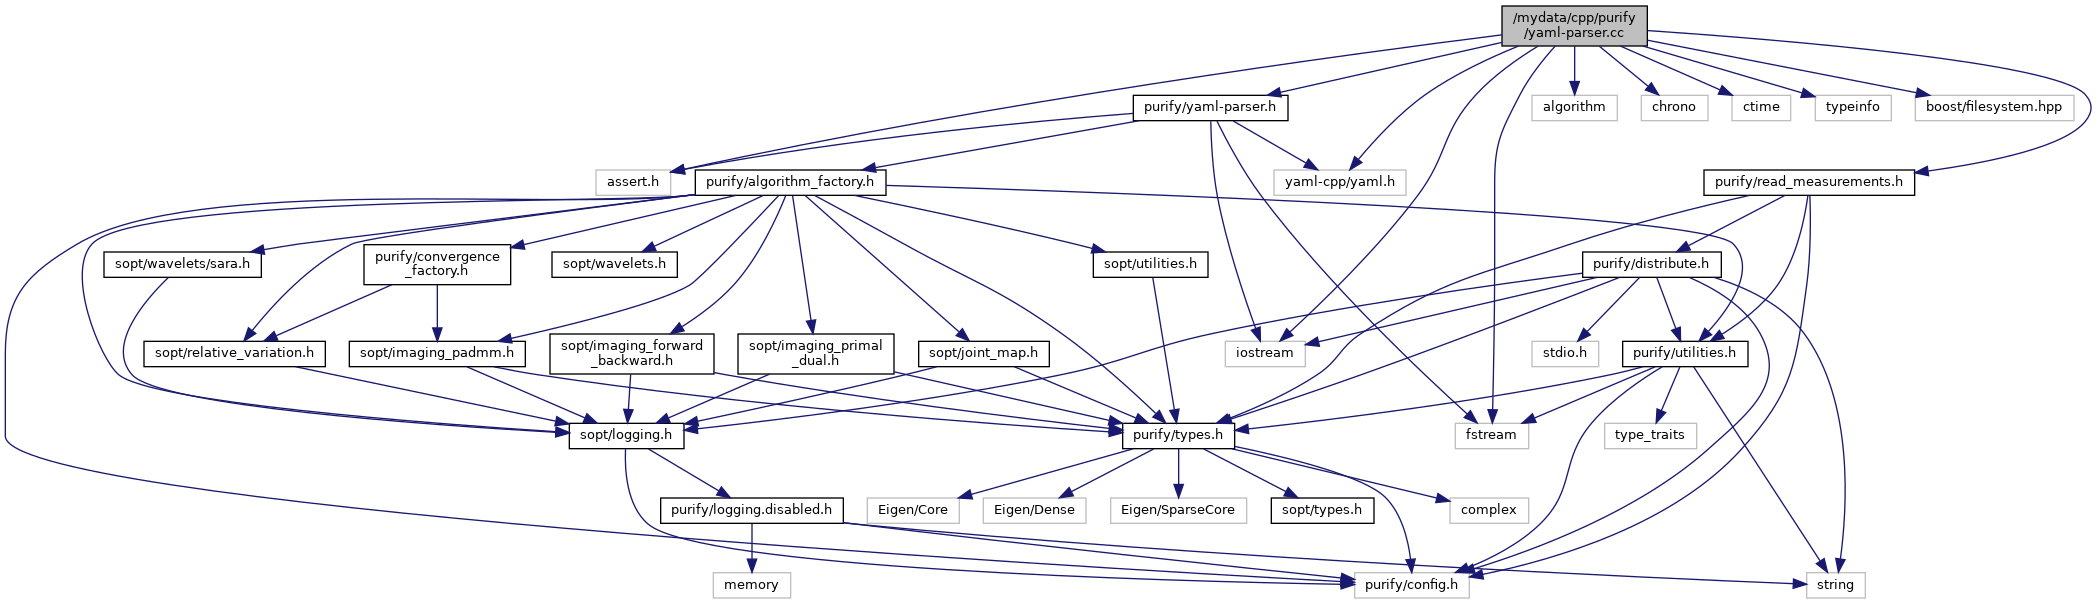 /mydata/cpp/purify
/yaml-parser.cc
purify/yaml-parser.h
algorithm
chrono
ctime
typeinfo
boost/filesystem.hpp
assert.h
purify/algorithm_factory.h
yaml-cpp/yaml.h
purify/read_measurements.h
sopt/wavelets/sara.h
purify/convergence
_factory.h
sopt/wavelets.h
sopt/utilities.h
purify/distribute.h
sopt/relative_variation.h
sopt/imaging_padmm.h
sopt/imaging_forward
_backward.h
sopt/imaging_primal
_dual.h
sopt/joint_map.h
iostream
stdio.h
purify/utilities.h
sopt/logging.h
purify/types.h
fstream
type_traits
purify/logging.disabled.h
Eigen/Core
Eigen/Dense
Eigen/SparseCore
sopt/types.h
complex
memory
purify/config.h
string